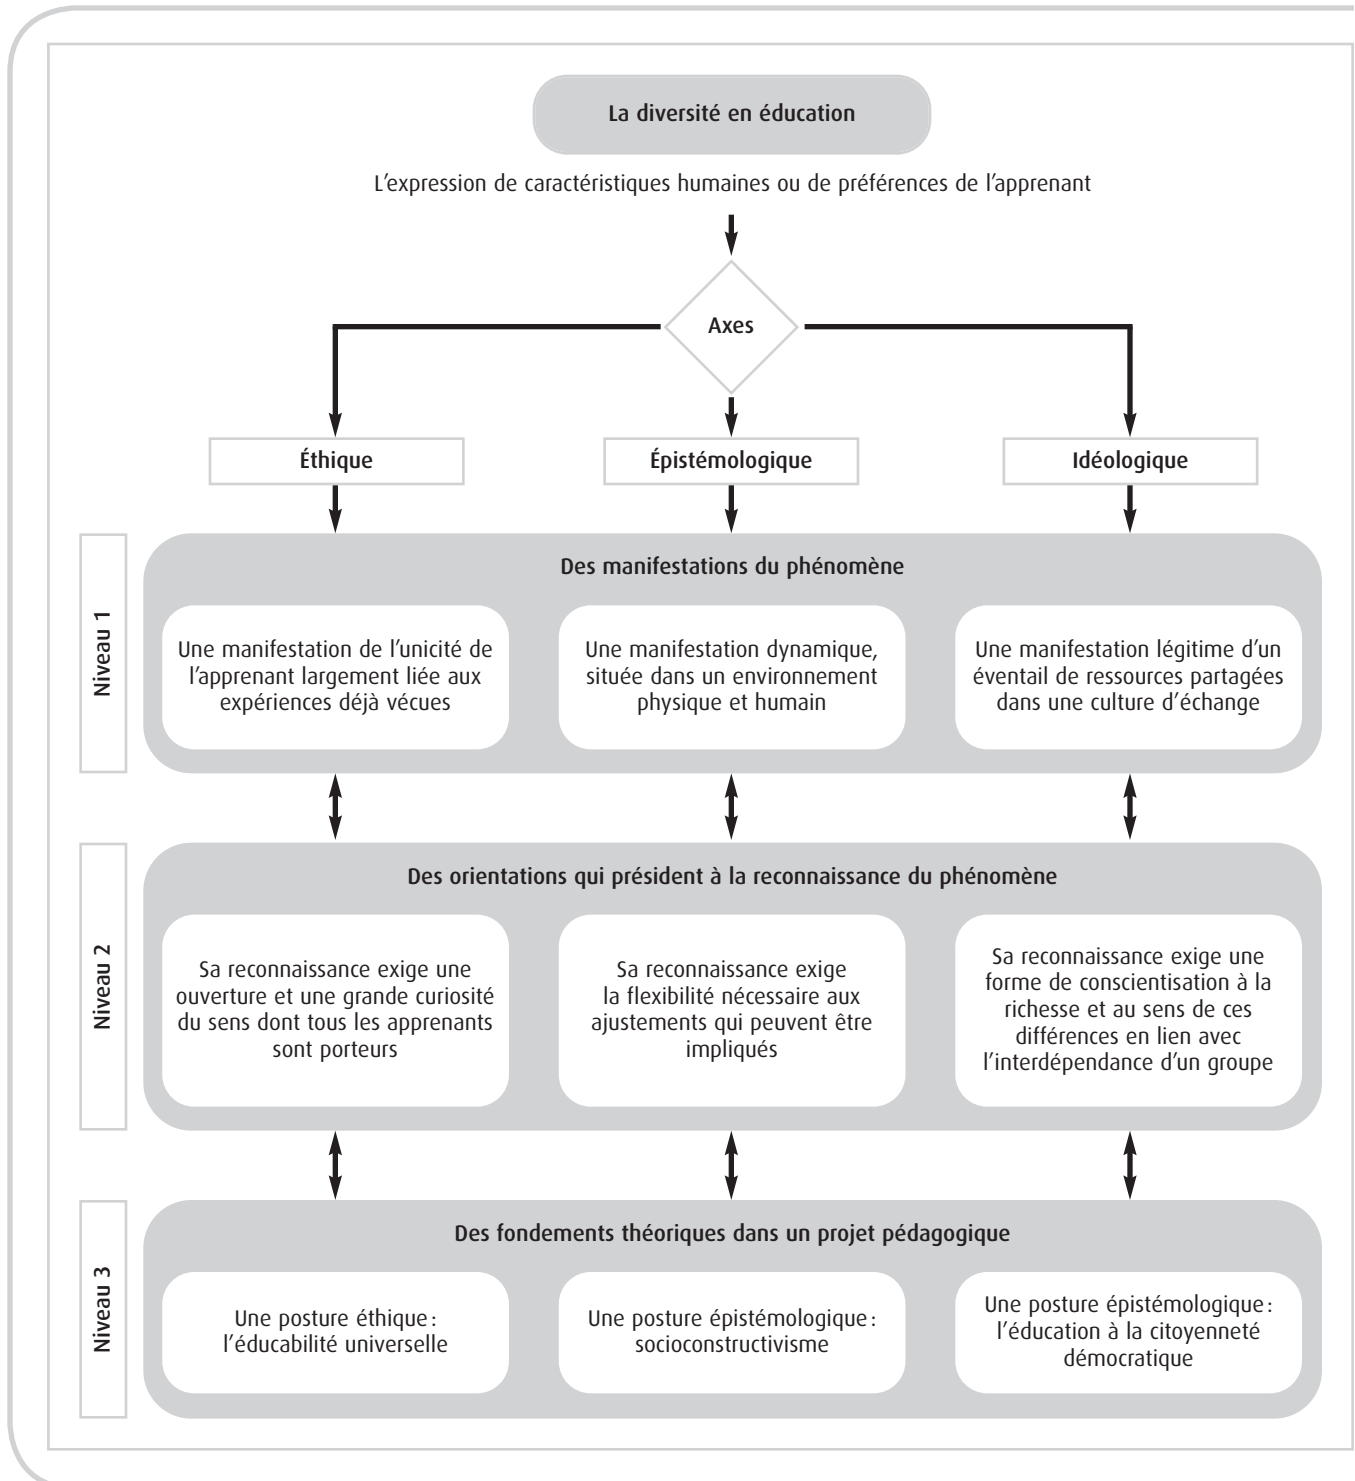 La diversité en éducation
L'expression de caractéristiques humaines ou de préférences de l'apprenant
Axes
Éthique
Épistémologique
Idéologique
Niveau 1
Des manifestations du phénomène
Une manifestation de l'unicité de
l'apprenant largement liée aux
expériences déjà vécues
Une manifestation dynamique,
située dans un environnement
physique et humain
Une manifestation légitime d'un
éventail de ressources partagées
dans une culture d'échange
Niveau 2
Des orientations qui président à la reconnaissance du phénomène
Sa reconnaissance exige une
ouverture et une grande curiosité
du sens dont tous les apprenants
sont porteurs
Sa reconnaissance exige
la flexibilité nécessaire aux
ajustements qui peuvent être
impliqués
Sa reconnaissance exige une
forme de conscientisation à la
richesse et au sens de ces
différences en lien avec
l'interdépendance d'un groupe
Niveau 3
Des fondements théoriques dans un projet pédagogique
Une posture éthique :
l'éducabilité universelle
Une posture épistémologique :
socioconstructivisme
Une posture épistémologique :
l'éducation à la citoyenneté
démocratique